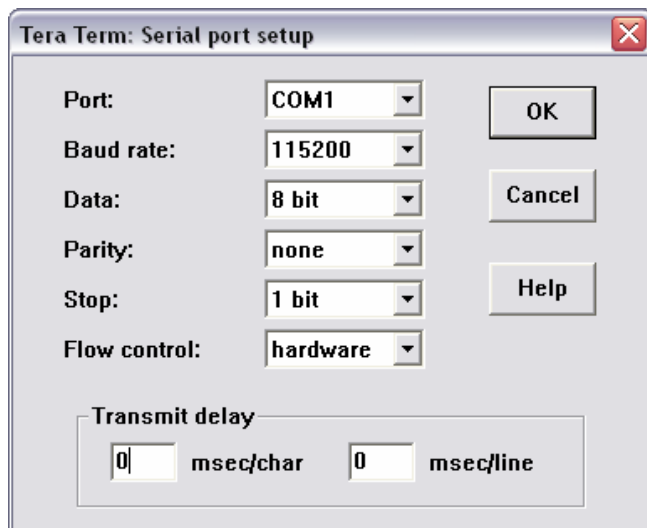 Tera Term: Serial port setup
Port: COM1
OK
Baud rate: 115200
Data: 8 bit
Cancel
Parity: none
Stop: 1 bit
Help
Flow control: hardware
Transmit delay
0 msec/char 0 msec/line